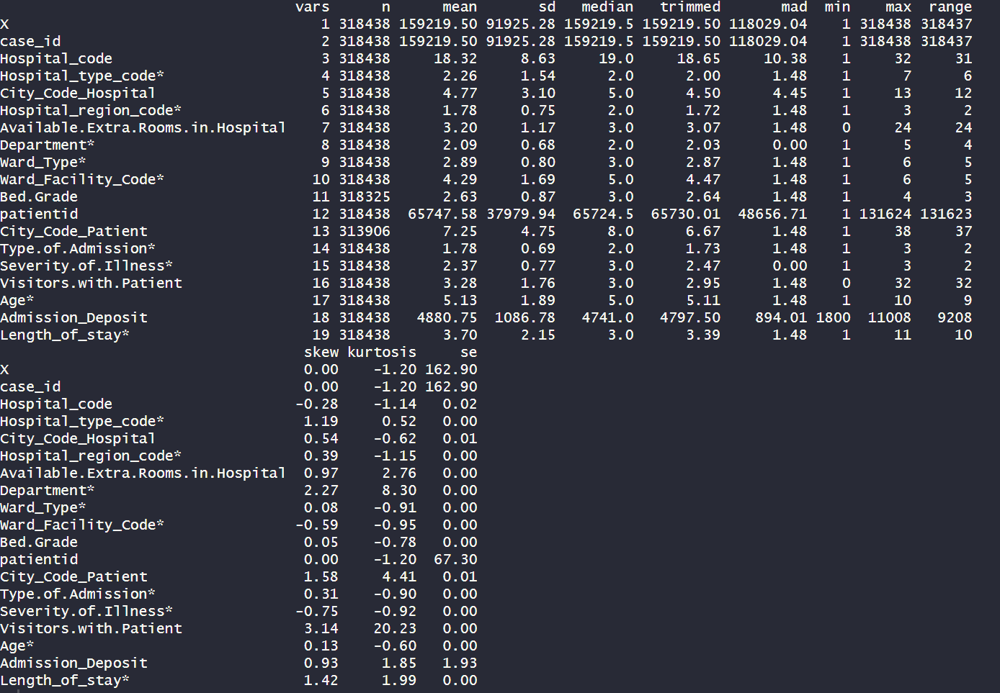 vars n mean sd median trimmed mad min max range
X 1 318438 159219.50 91925.28 159219.5 159219.50 118029.04 1 318438 318437
case_id 2 318438 159219.50 91925.28 159219.5 159219.50 118029.04 1 318438 318437
Hospital_code 3 318438 18.32 8.63 19.0 18.65 10.38 1 32 31
Hospital_type_code* 4 318438 2.26 1.54 2.0 2.00 1.48 1 7 6
City_Code_Hospital 5 318438 4.77 3.10 5.0 4.50 4.45 1 13 12
Hospital_region_code* 6 318438 1.78 0.75 2.0 1.72 1.48 1 3 2
Available.Extra.Rooms.in.Hospital 7 318438 3.20 1.17 3.0 3.07 1.48 0 24 24
Department* 8 318438 2.09 0.68 2.0 2.03 0.00 1 5 4
Ward_Type* 9 318438 2.89 0.80 3.0 2.87 1.48 1 6 5
Ward_Facility_Code* 10 318438 4.29 1.69 5.0 4.47 1.48 1 6 5
Bed.Grade 11 318325 2.63 0.87 3.0 2.64 1.48 1 4 3
patientid 12 318438 65747.58 37979.94 65724.5 65730.01 48656.71 1 131624 131623
City_Code_Patient 13 313906 7.25 4.75 8.0 6.67 1.48 1 38 37
Type.of.Admission* 14 318438 1.78 0.69 2.0 1.73 1.48 1 3 2
Severity.of.Illness* 15 318438 2.37 0.77 3.0 2.47 0.00 1 3 2
Visitors.with.Patient 16 318438 3.28 1.76 3.0 2.95 1.48 0 32 32
Age* 17 318438 5.13 1.89 5.0 5.11 1.48 1 10 9
Admission_Deposit 18 318438 4880.75 1086.78 4741.0 4797.50 894.01 1800 11008 9208
Length_of_stay* 19 318438 3.70 2.15 3.0 3.39 1.48 1 11 10
skew kurtosis se
X 0.00 -1.20 162.90
case_id 0.00 -1.20 162.90
Hospital_code -0.28 -1.14 0.02
Hospital_type_code* 1.19 0.52 0.00
City_Code_Hospital 0.54 -0.62 0.01
Hospital_region_code* 0.39 -1.15 0.00
Available.Extra.Rooms.in.Hospital 0.97 2.76 0.00
Department* 2.27 8.30 0.00
Ward_Type* 0.08 -0.91 0.00
Ward_Facility_Code* -0.59 -0.95 0.00
Bed.Grade 0.05 -0.78 0.00
patientid 0.00 -1.20 67.30
City_Code_Patient 1.58 4.41 0.01
Type.of.Admission* 0.31 -0.90 0.00
Severity.of.Illness* -0.75 -0.92 0.00
Visitors.with.Patient 3.14 20.23 0.00
Age* 0.13 -0.60 0.00
Admission_Deposit 0.93 1.85 1.93
Length_of_stay* 1.42 1.99 0.00